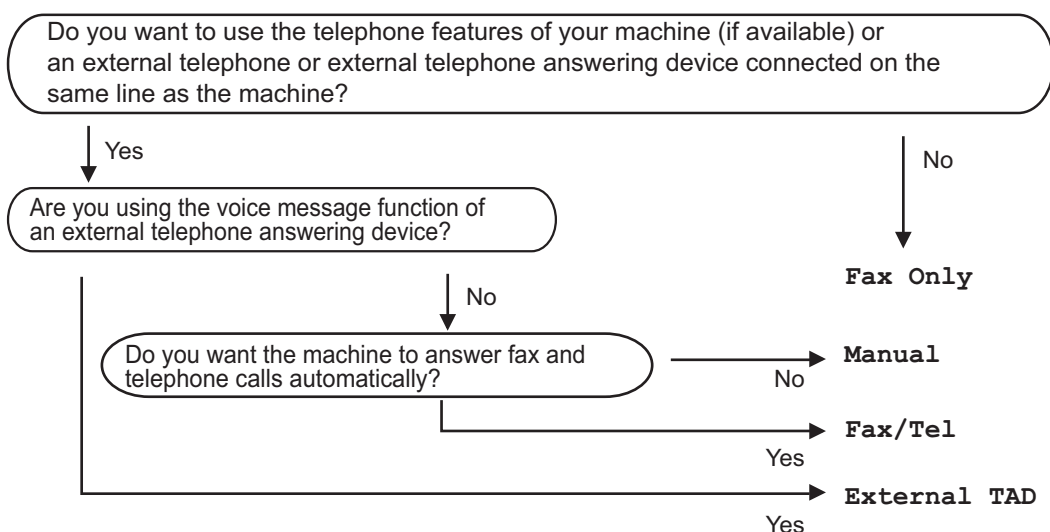 Do you want to use the telephone features of your machine (if available) or
an external telephone or external telephone answering device connected on the
same line as the machine?
Yes
No
Are you using the voice message function of
an external telephone answering device?
Fax Only
No
Do you want the machine to answer fax and
telephone calls automatically?
Manual
No
Fax/Tel
Yes
External TAD
Yes